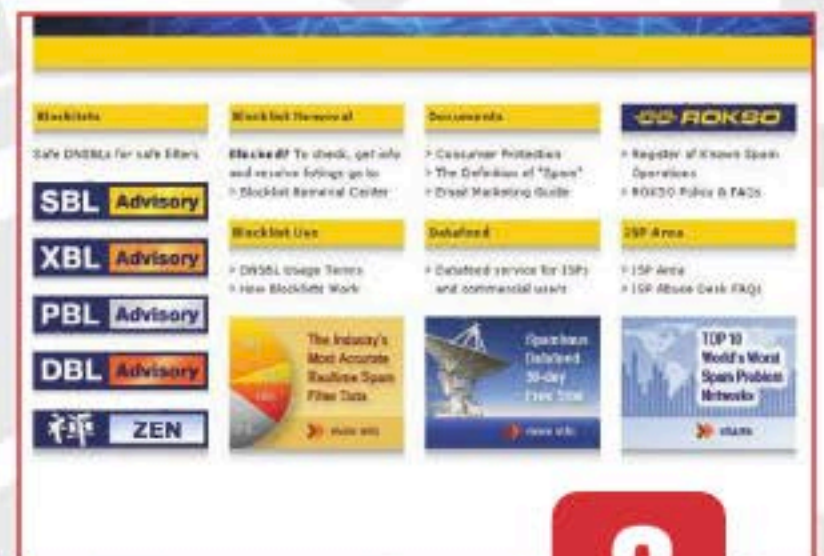 Blocklists
Safe DNSBLs for safe filters
SBL Advisory
XBL Advisory
PBL Advisory
DBL Advisory
ZEN
Blocklist Removal
Blocked? To check, get info
and resolve listings go to
> Blocklist Removal Center
Blocklist Use
> DNSBL Usage Terms
> How Blocklists Work
The Industry's
Most Accurate
Realtime Spam
Filter Data
more info
Documents
> Consumer Protection
> The Definition of "Spam"
> Email Marketing Guide
Datafeed
> Datafeed service for ISPs
and commercial users
Spamhaus
Datafeed
30-day
Free Trial
more info
ROKSO
> Register of Known Spam
Operations
> ROKSO Policy & FAQs
ISP Area
> ISP Area
> ISP Abuse Desk FAQs
TOP 10
World's Worst
Spam Problem
Networks
charts